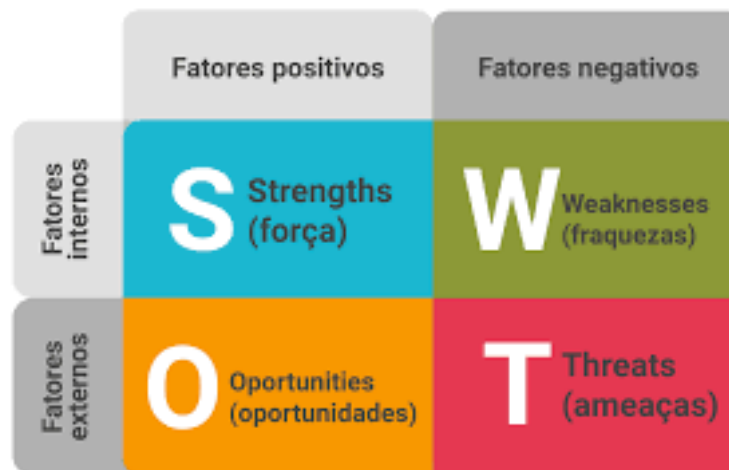 Fatores positivos
Fatores negativos
Fatores
internos
S
Strengths
(força)
W
Weaknesses
(fraquezas)
Fatores
externos
O
Oportunities
(oportunidades)
T
Threats
(ameaças)